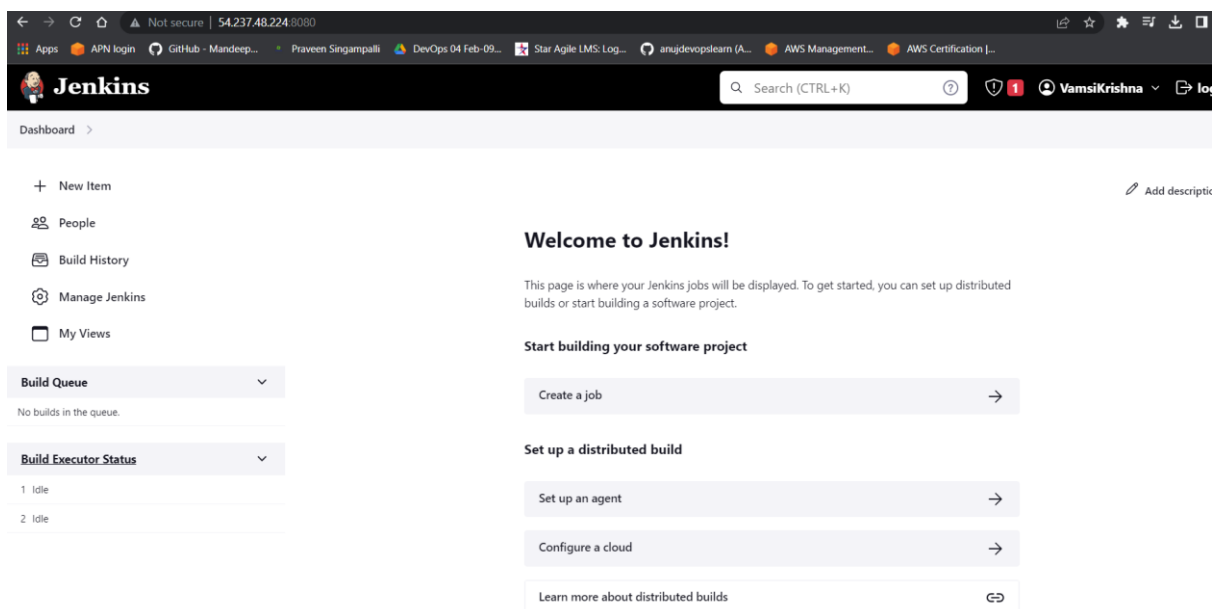 Not secure | 54.237.48.224:8080
Apps APN login GitHub - Mandeep... Praveen Singampalli DevOps 04 Feb-09... Star Agile LMS: Log... anujdevopslearn (A... AWS Management... AWS Certification |...
Jenkins
Search (CTRL+K) ? 1 VamsiKrishna log
Dashboard >
+ New Item
Add descriptio
People
Build History
Manage Jenkins
My Views
Welcome to Jenkins!
This page is where your Jenkins jobs will be displayed. To get started, you can set up distributed
builds or start building a software project.
Start building your software project
Create a job
Build Queue
No builds in the queue.
Set up a distributed build
Build Executor Status
1 Idle
2 Idle
Set up an agent
Configure a cloud
Learn more about distributed builds